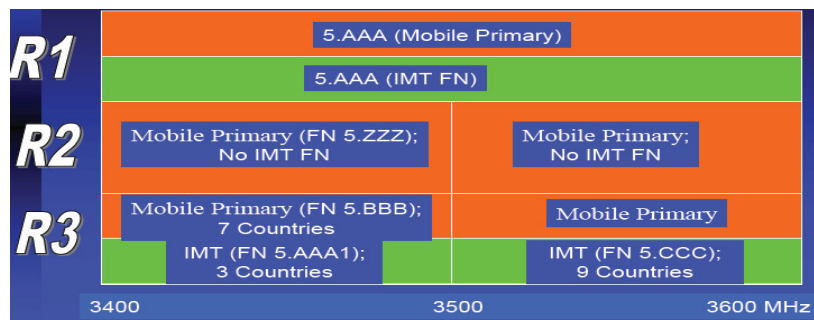 R1
5.AAA (Mobile Primary)
5.AAA (IMT FN)
R2
Mobile Primary (FN 5.ZZZ);
No IMT FN
Mobile Primary;
No IMT FN
R3
Mobile Primary (FN 5.BBB);
7 Countries
Mobile Primary
IMT (FN 5.AAA1);
3 Countries
IMT (FN 5.CCC);
9 Countries
3400 3500 3600 MHz